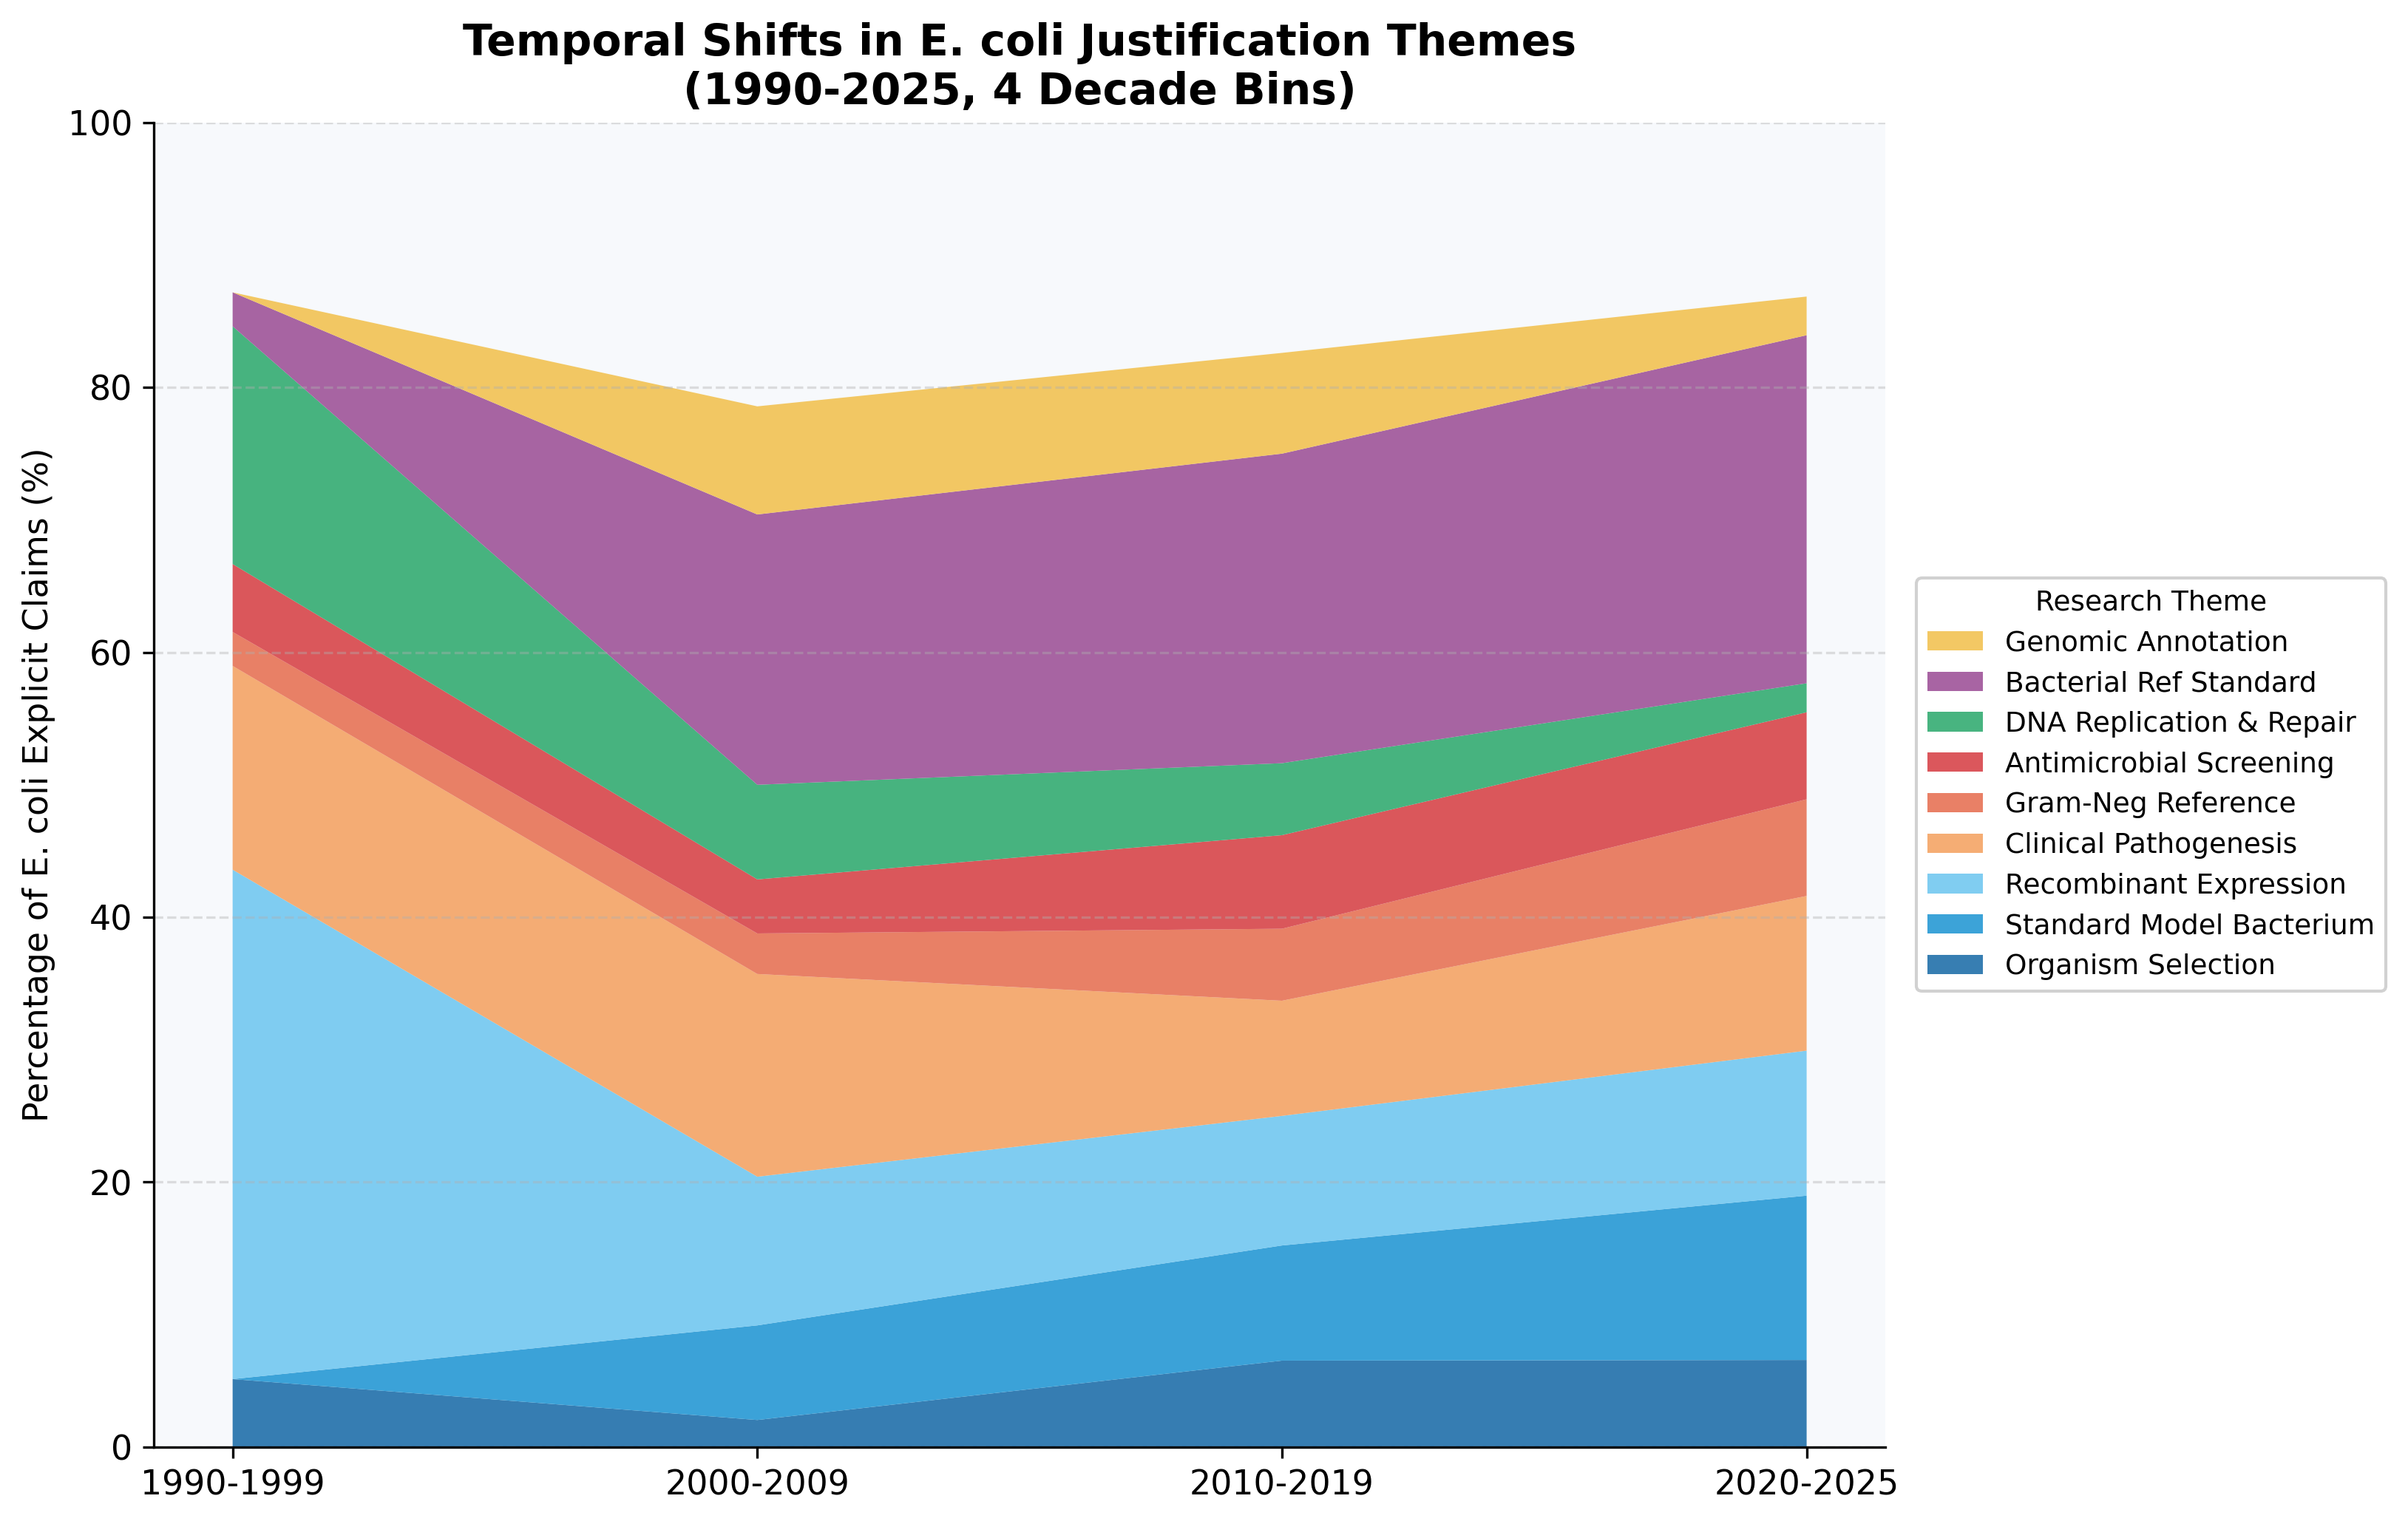 Temporal Shifts in E. coli Justification Themes
(1990-2025, 4 Decade Bins)
Percentage of E. coli Explicit Claims (%)
100
80
60
40
20
0
1990-1999
2000-2009
2010-2019
2020-2025
Research Theme
Genomic Annotation
Bacterial Ref Standard
DNA Replication & Repair
Antimicrobial Screening
Gram-Neg Reference
Clinical Pathogenesis
Recombinant Expression
Standard Model Bacterium
Organism Selection